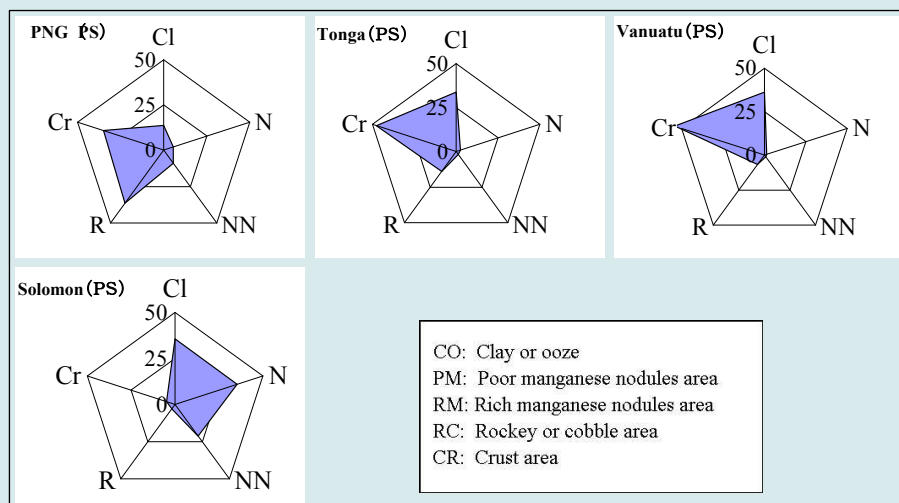 PNG (PS)
Cl
50
25
0
N
NN
R
Cr
Tonga (PS)
Cl
50
25
0
N
NN
R
Cr
Vanuatu (PS)
Cl
50
25
0
N
NN
R
Cr
Solomon (PS)
Cl
50
25
0
N
NN
R
Cr
CO: Clay or ooze
PM: Poor manganese nodules area
RM: Rich manganese nodules area
RC: Rockey or cobble area
CR: Crust area